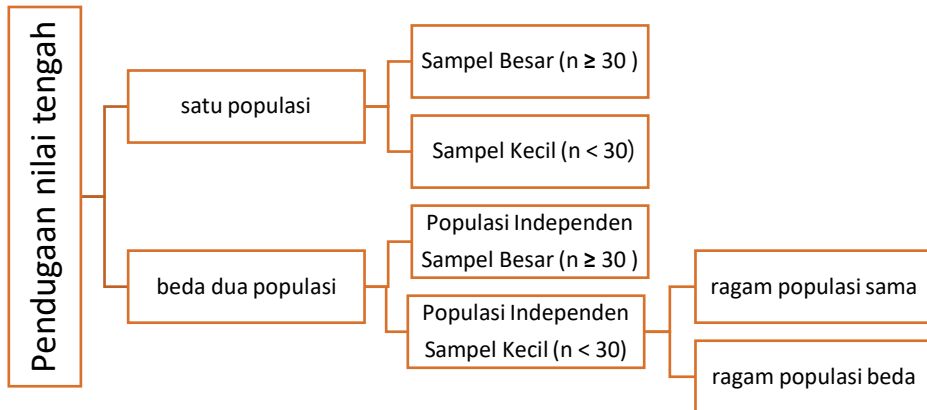 Pendugaan nilai tengah
satu populasi
Sampel Besar (n ≥ 30 )
Sampel Kecil (n < 30)
beda dua populasi
Populasi Independen
Sampel Besar (n ≥ 30 )
Populasi Independen
Sampel Kecil (n < 30)
ragam populasi sama
ragam populasi beda